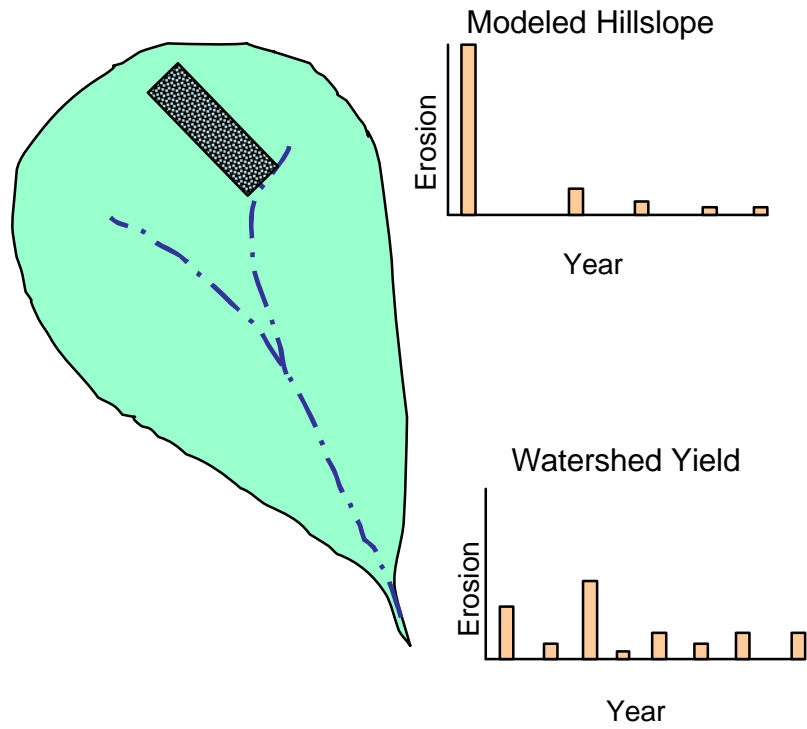 Modeled Hillslope
Erosion
Year
Watershed Yield
Erosion
Year